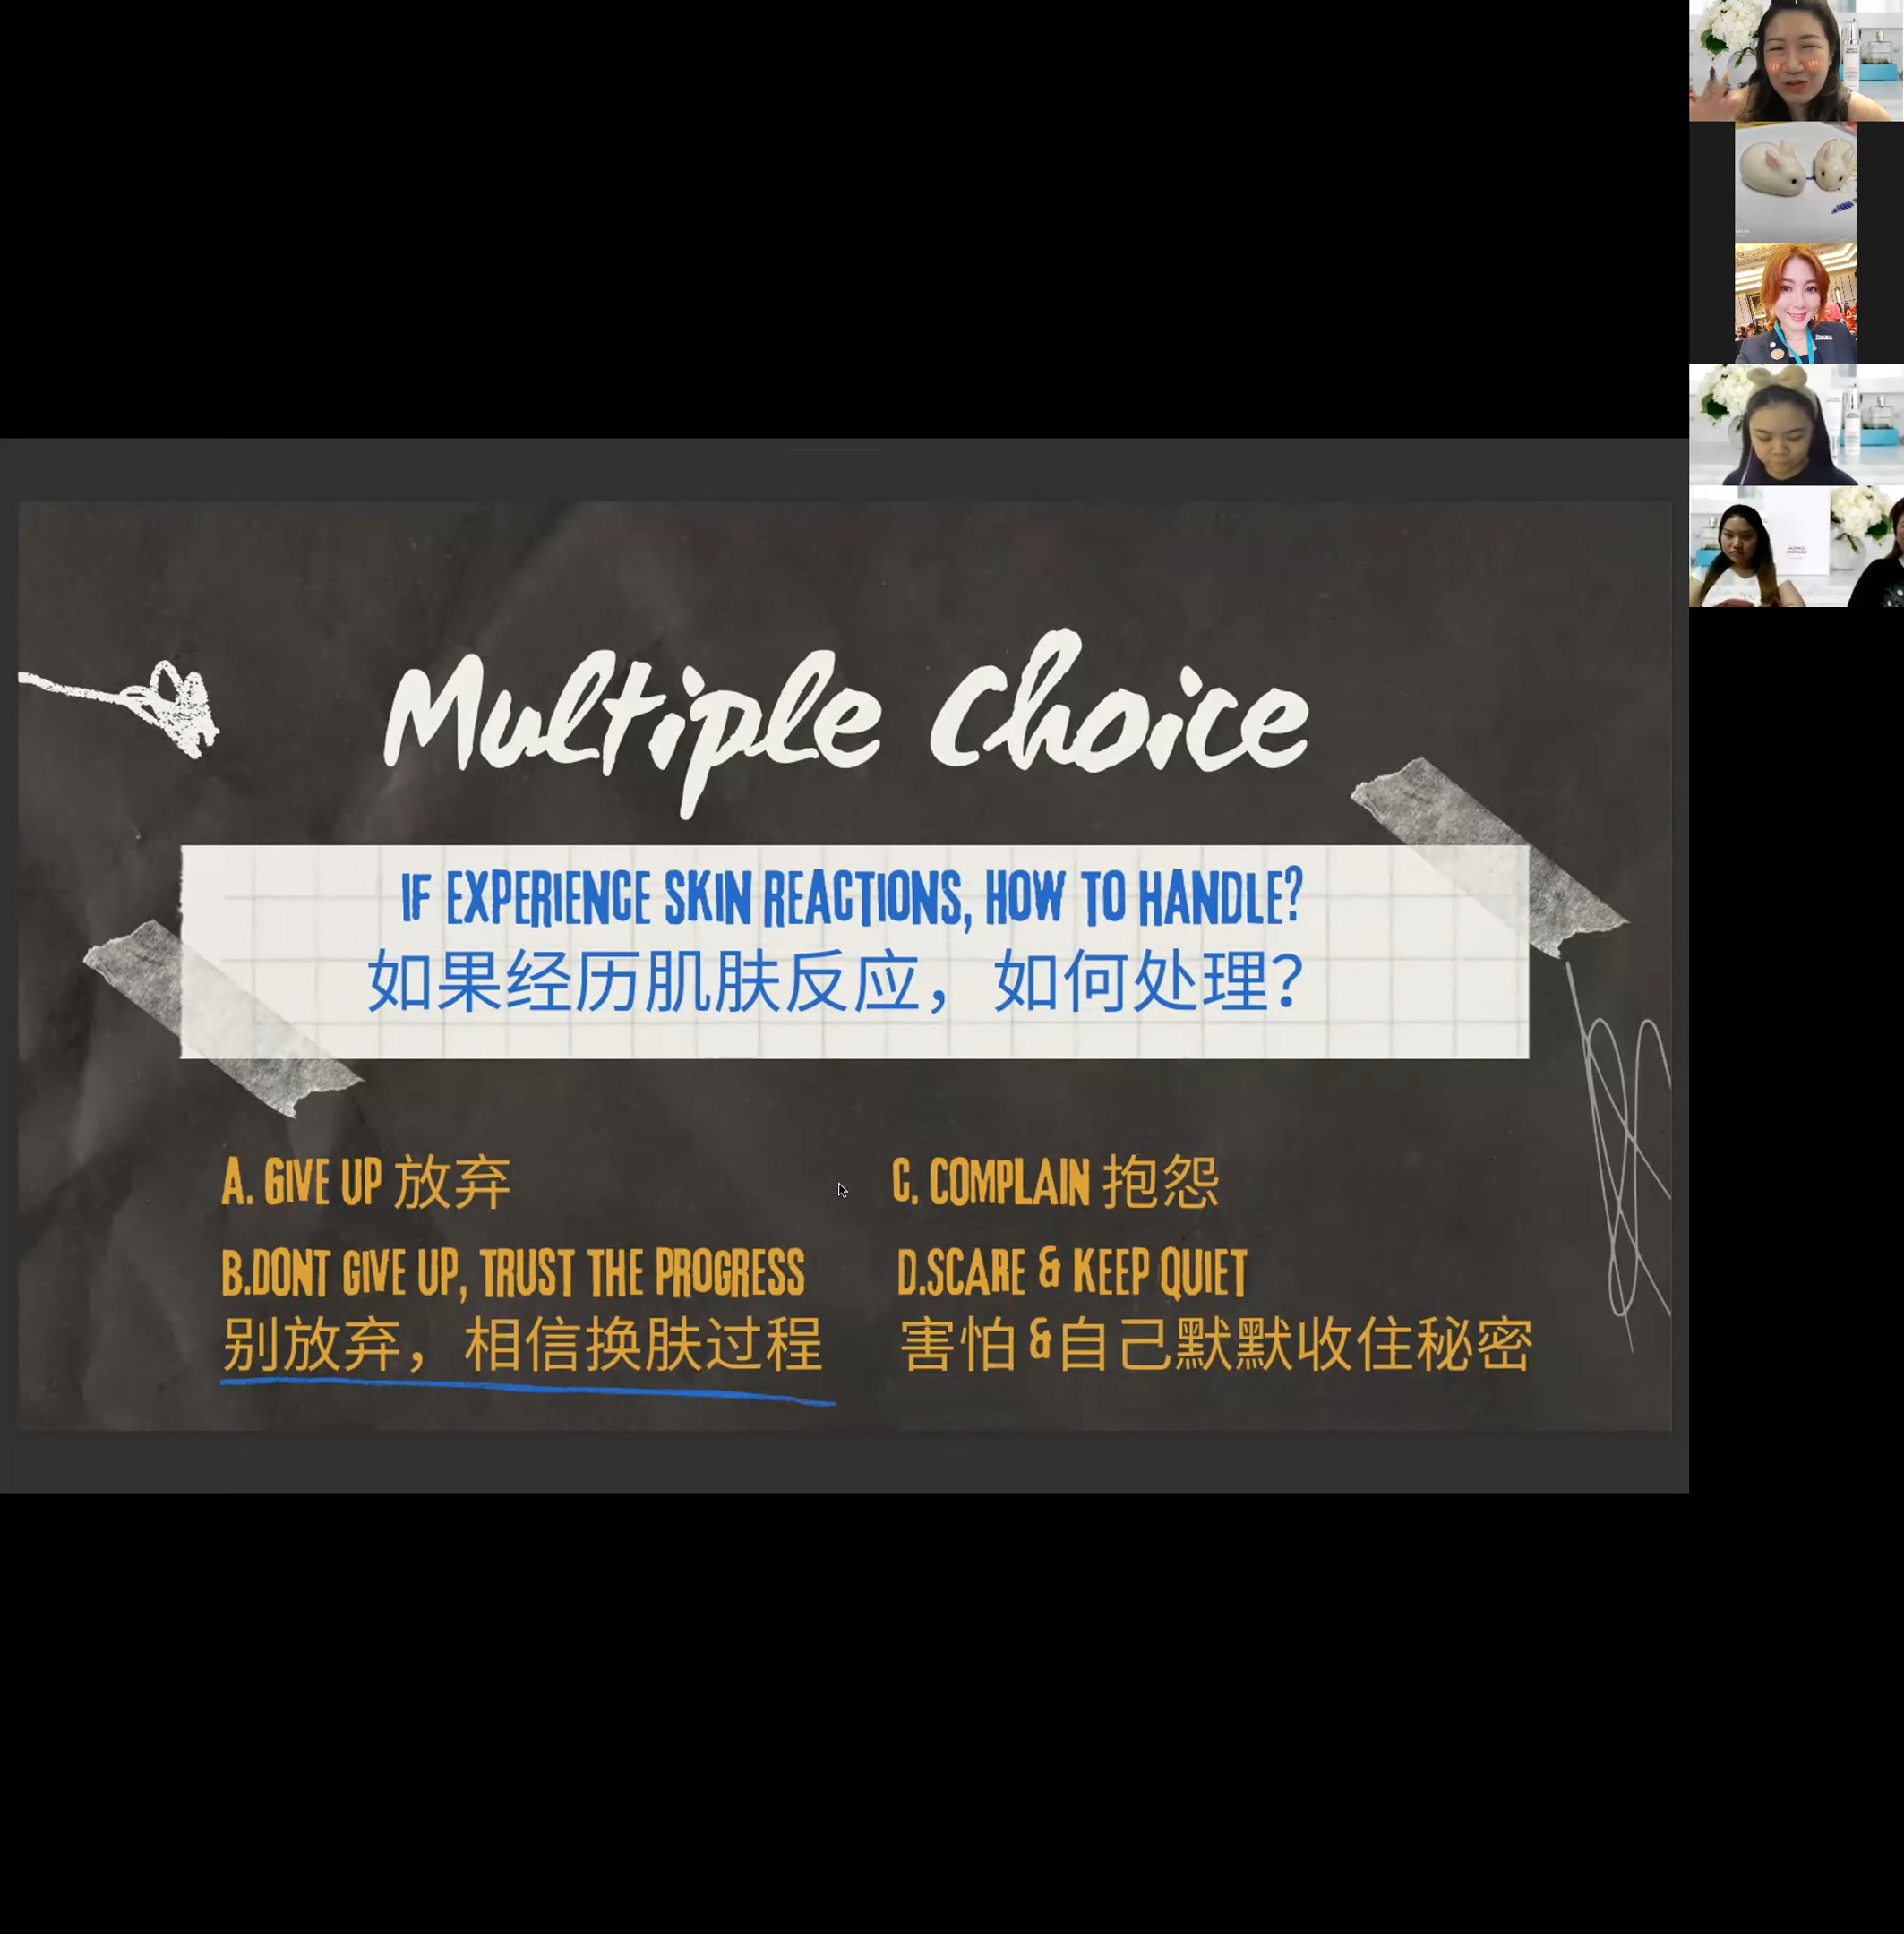 Multiple Choice
IF EXPERIENCE SKIN REACTIONS, HOW TO HANDLE?
如果经历肌肤反应，如何处理？
A. GIVE UP 放弃
B.DONT GIVE UP, TRUST THE PROGRESS
别放弃，相信换肤过程
C. COMPLAIN 抱怨
D.SCARE & KEEP QUIET
害怕 &自己默默收住秘密